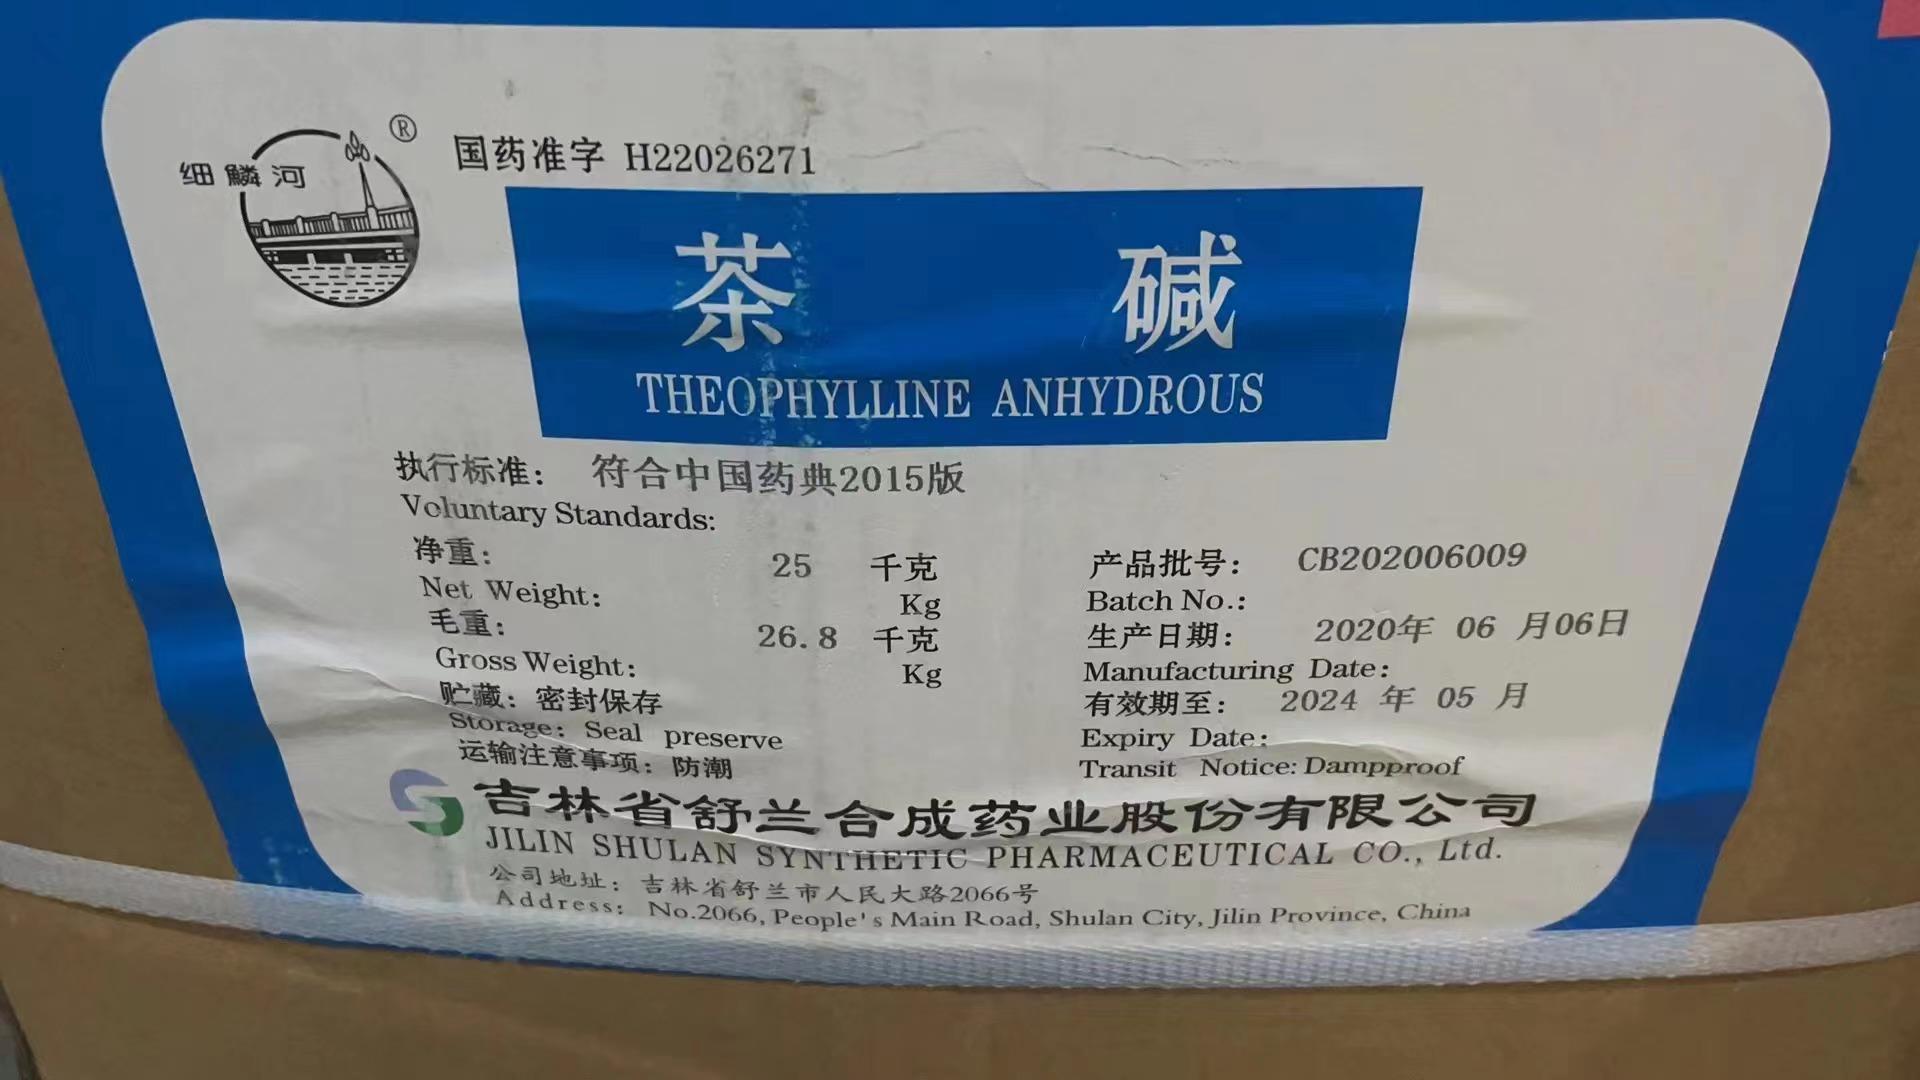 细鳞河
®
国药准字 H22026271
茶碱
THEOPHYLLINE ANHYDROUS
执行标准： 符合中国药典2015版
Voluntary Standards:
净重： 25 千克
Net Weight: Kg
毛重： 26.8 千克
Gross Weight: Kg
贮藏：密封保存
Storage: Seal preserve
运输注意事项：防潮
产品批号： CB202006009
Batch No.:
生产日期： 2020年 06 月06日
Manufacturing Date:
有效期至： 2024 年 05 月
Expiry Date:
Transit Notice: Dampproof
吉林省舒兰合成药业股份有限公司
JILIN SHULAN SYNTHETIC PHARMACEUTICAL CO., Ltd.
公司地址：吉林省舒兰市人民大路2066号
Address: No.2066, People's Main Road, Shulan City, Jilin Province, China